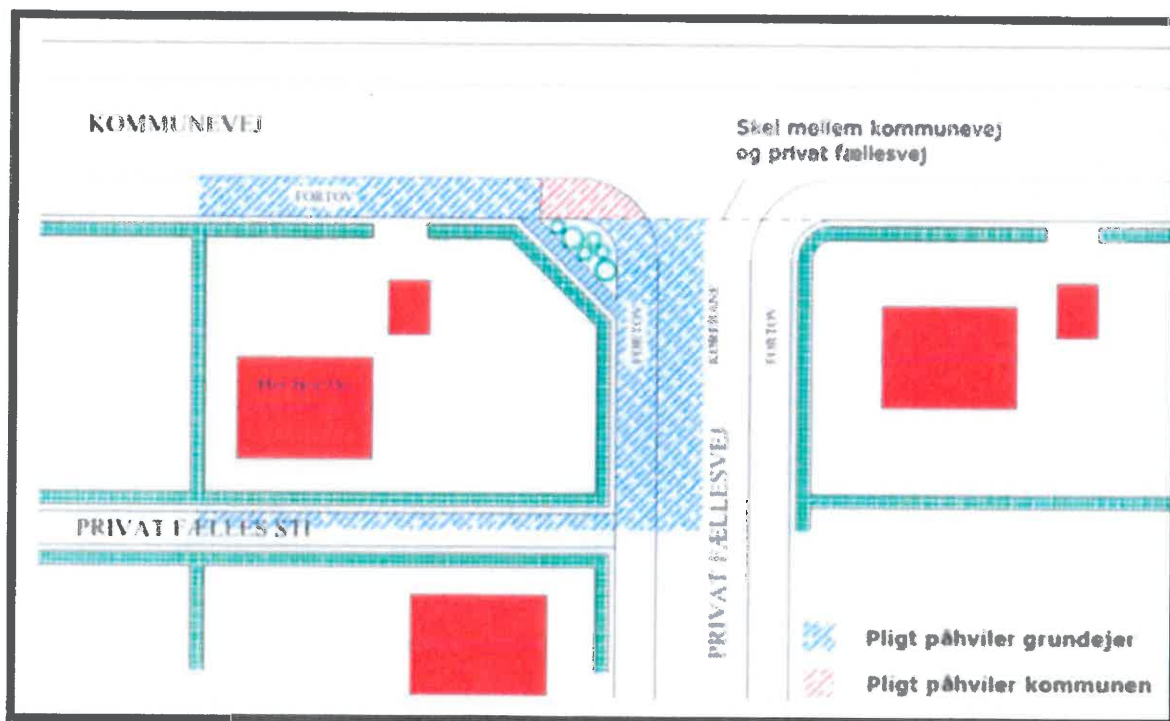 KOMMUNEVEJ
Skel mellem kommunevej
og privat fællesvej
FORTOV
FORTOV
KØREBANE
FORTOV
PRIVAT FÆLLESVEJ
PRIVAT FÆLLES STI
Pligt påhviler grundejer
Pligt påhviler kommunen